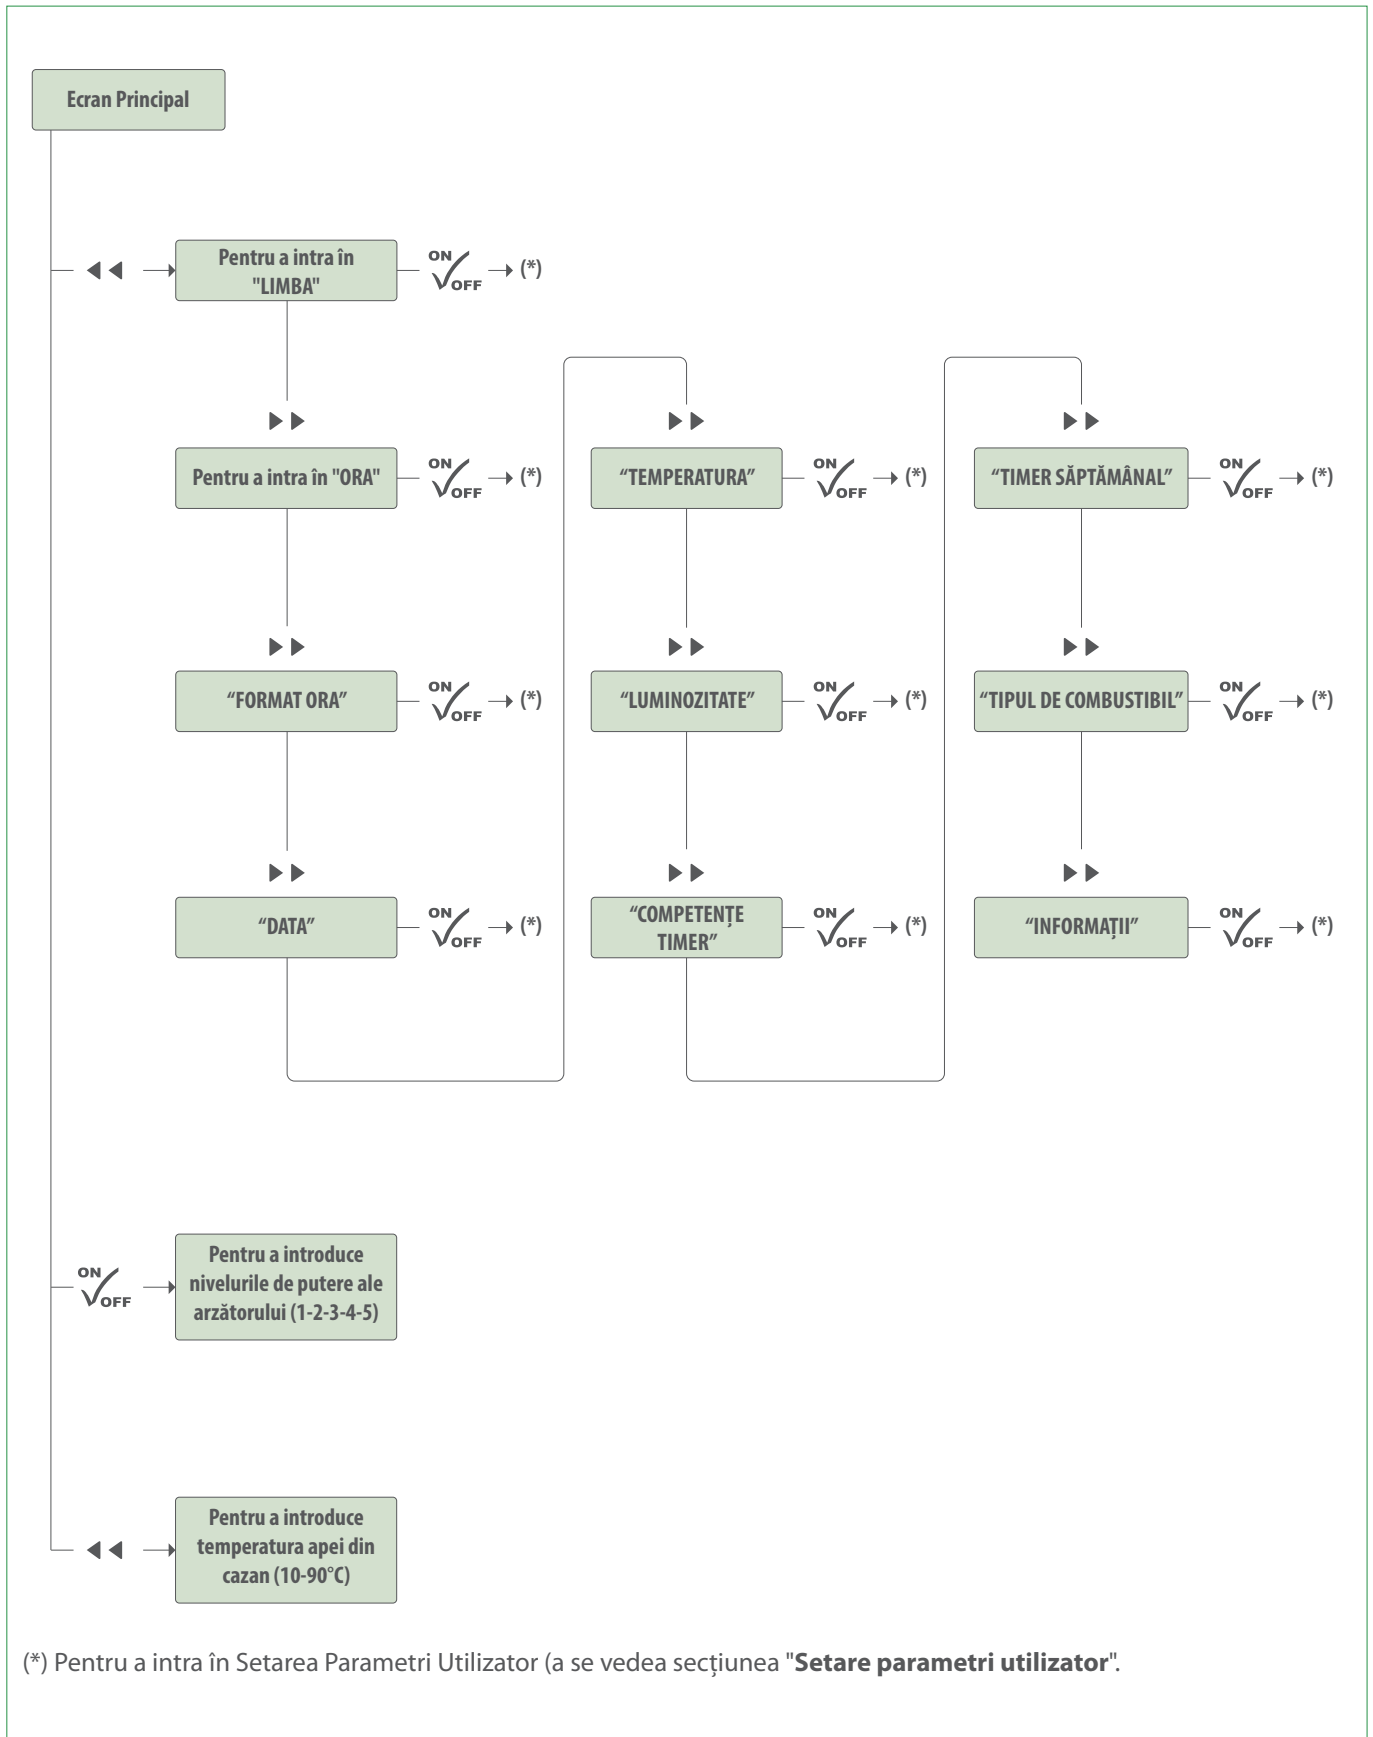 Ecran Principal
Pentru a intra în
"LIMBA"
ON
OFF
(*)
Pentru a intra în "ORA"
ON
OFF
(*)
“TEMPERATURA”
ON
OFF
(*)
“TIMER SĂPTĂMÂNAL”
ON
OFF
(*)
“FORMAT ORA”
ON
OFF
(*)
“LUMINOZITATE”
ON
OFF
(*)
“TIPUL DE COMBUSTIBIL”
ON
OFF
(*)
“DATA”
ON
OFF
(*)
“COMPETENȚE
TIMER”
ON
OFF
(*)
“INFORMAȚII”
ON
OFF
(*)
ON
OFF
Pentru a introduce
nivelurile de putere ale
arzătorului (1-2-3-4-5)
Pentru a introduce
temperatura apei din
cazan (10-90°C)
(*) Pentru a intra în Setarea Parametri Utilizator (a se vedea secțiunea "Setare parametri utilizator".